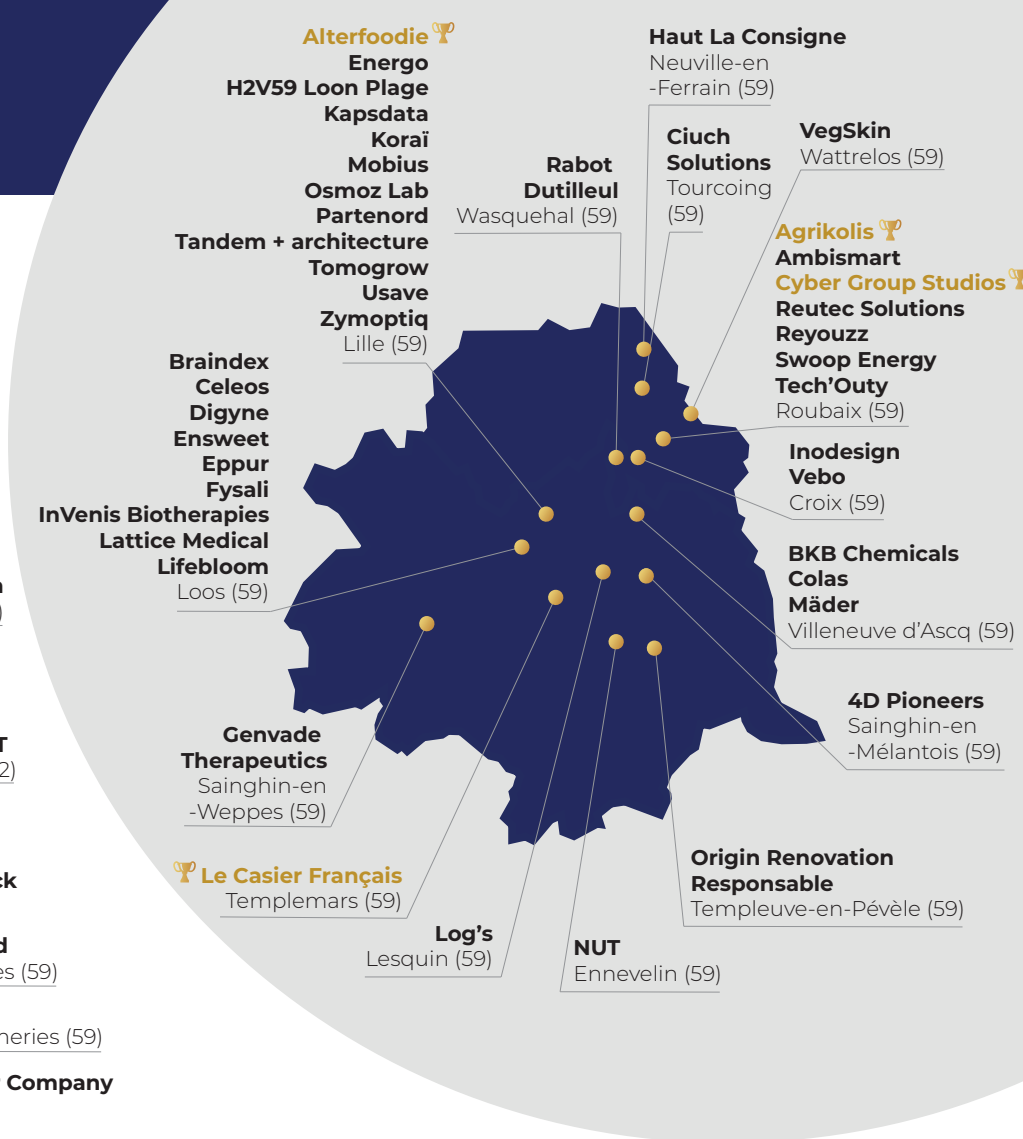 Alterfoodie
Energo
H2V59 Loon Plage
Kapsdata
Koraï
Mobius
Osmoz Lab
Partenord
Tandem + architecture
Tomogrow
Usave
Zymoptiq
Lille (59)
Haut La Consigne
Neuville-en
-Ferrain (59)
Ciuch
Solutions
Tourcoing
(59)
VegSkin
Wattrelos (59)
Rabot
Dutilleul
Wasquehal (59)
Agrikolis
Ambismart
Cyber Group Studios
Reutec Solutions
Reyouzz
Swoop Energy
Tech'Outy
Roubaix (59)
Braindex
Celeos
Digyne
Ensweet
Eppur
Fysali
InVenis Biotherapies
Lattice Medical
Lifebloom
Loos (59)
Inodesign
Vebo
Croix (59)
BKB Chemicals
Colas
Mäder
Villeneuve d'Ascq (59)
4D Pioneers
Sainghin-en
-Mélantois (59)
Genvade
Therapeutics
Sainghin-en
-Weppes (59)
Le Casier Français
Templemars (59)
Origin Renovation
Responsable
Templeuve-en-Pévèle (59)
Log's
Lesquin (59)
NUT
Ennevelin (59)
(59)
Company